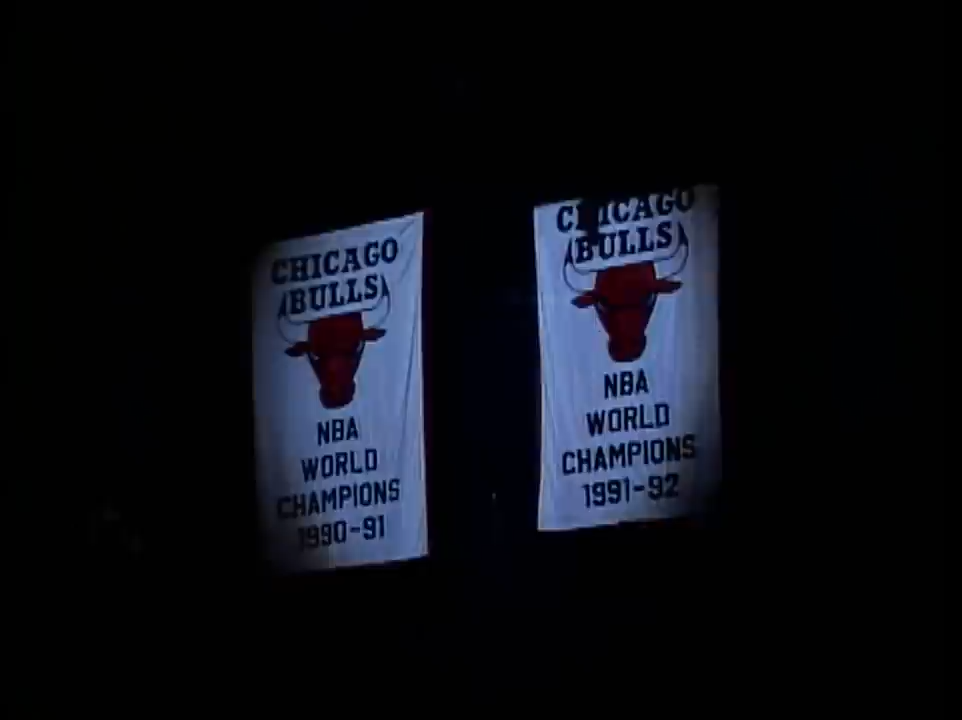 CHICAGO
BULLS
NBA
WORLD
CHAMPIONS
1990-91
CHICAGO
BULLS
NBA
WORLD
CHAMPIONS
1991-92